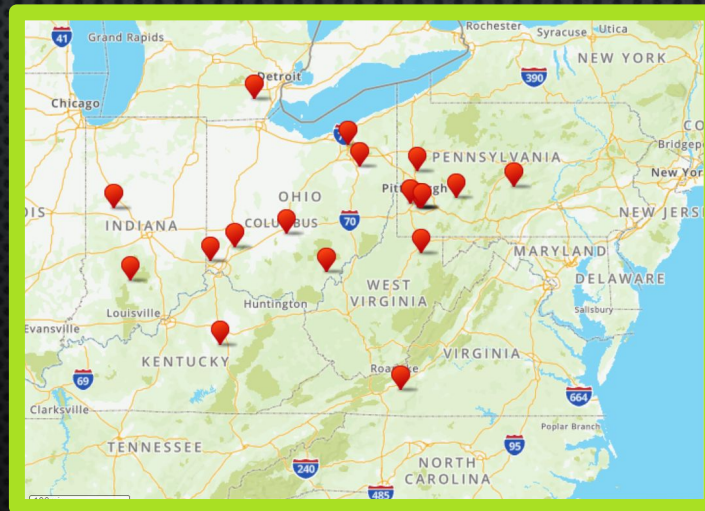 Rochester
Syracuse
Utica
41
Grand Rapids
NEW YORK
Detroit
390
Chicago
PENNSYLVANIA
New Yor
OHIO
NEW JERS
INDIANA
70
MARYLAND
DELAWARE
WEST
VIRGINIA
Huntington
Salisbury
Louisville
Evansville
VIRGINIA
KENTUCKY
69
664
Clarksville
Poplar Branch
TENNESSEE
95
240
NORTH
CAROLINA
485